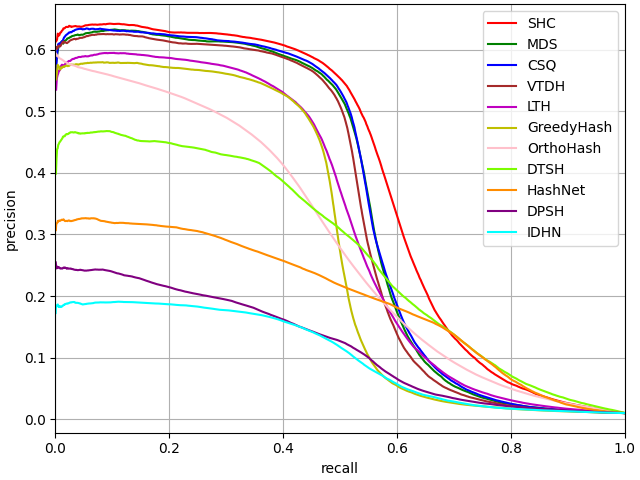 SHC
MDS
CSQ
VTDH
LTH
GreedyHash
OrthoHash
DTSH
HashNet
DPSH
IDHN
0.6
0.5
0.4
0.3
0.2
0.1
0.0
precision
0.0 0.2 0.4 0.6 0.8 1.0
recall